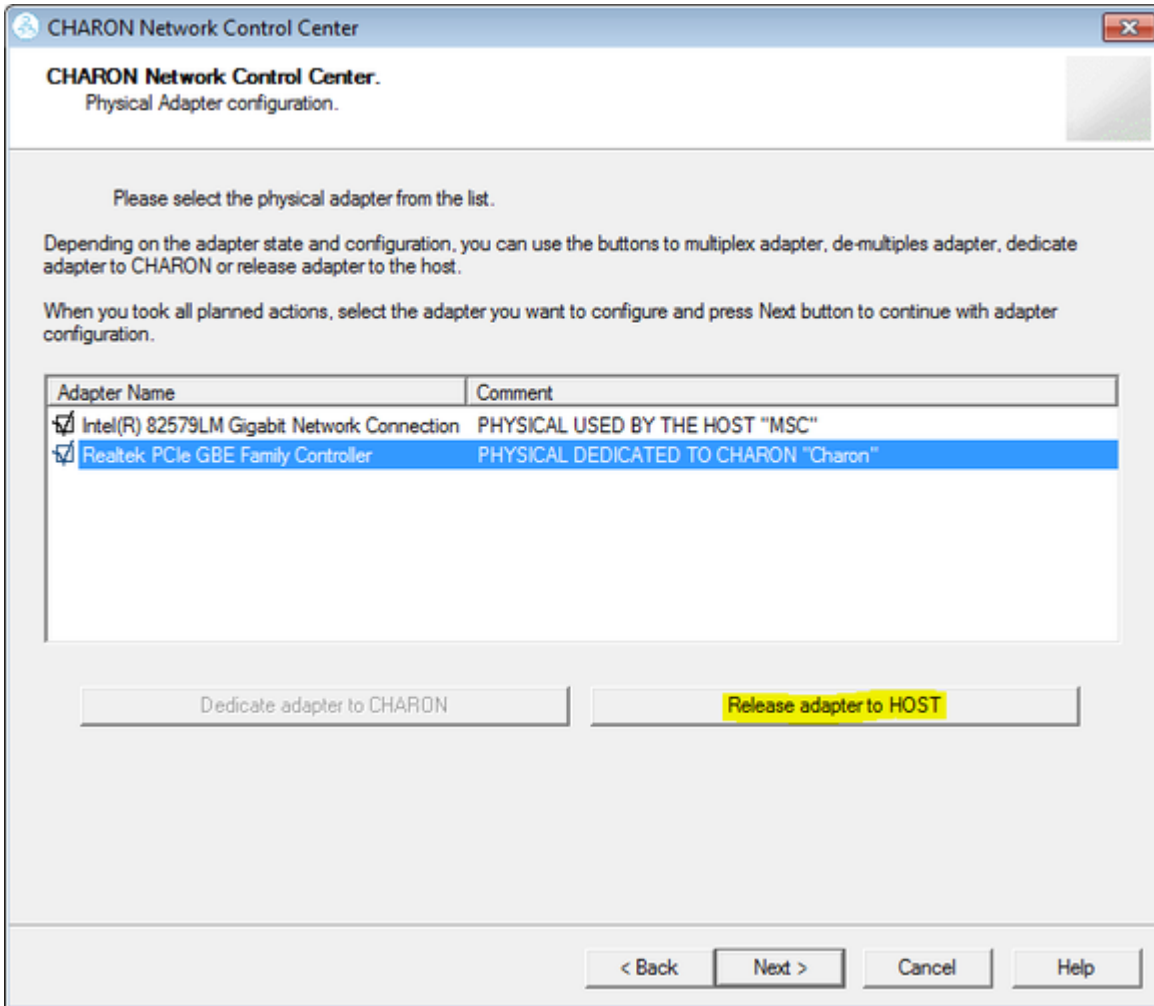 CHARON Network Control Center
CHARON Network Control Center.
Physical Adapter configuration.
Please select the physical adapter from the list.
Depending on the adapter state and configuration, you can use the buttons to multiplex adapter, de-multiples adapter, dedicate
adapter to CHARON or release adapter to the host.
When you took all planned actions, select the adapter you want to configure and press Next button to continue with adapter
configuration.
Adapter Name Comment
Intel(R) 82579LM Gigabit Network Connection PHYSICAL USED BY THE HOST "MSC"
Realtek PCIe GBE Family Controller PHYSICAL DEDICATED TO CHARON "Charon"
Dedicate adapter to CHARON Release adapter to HOST
< Back Next > Cancel Help